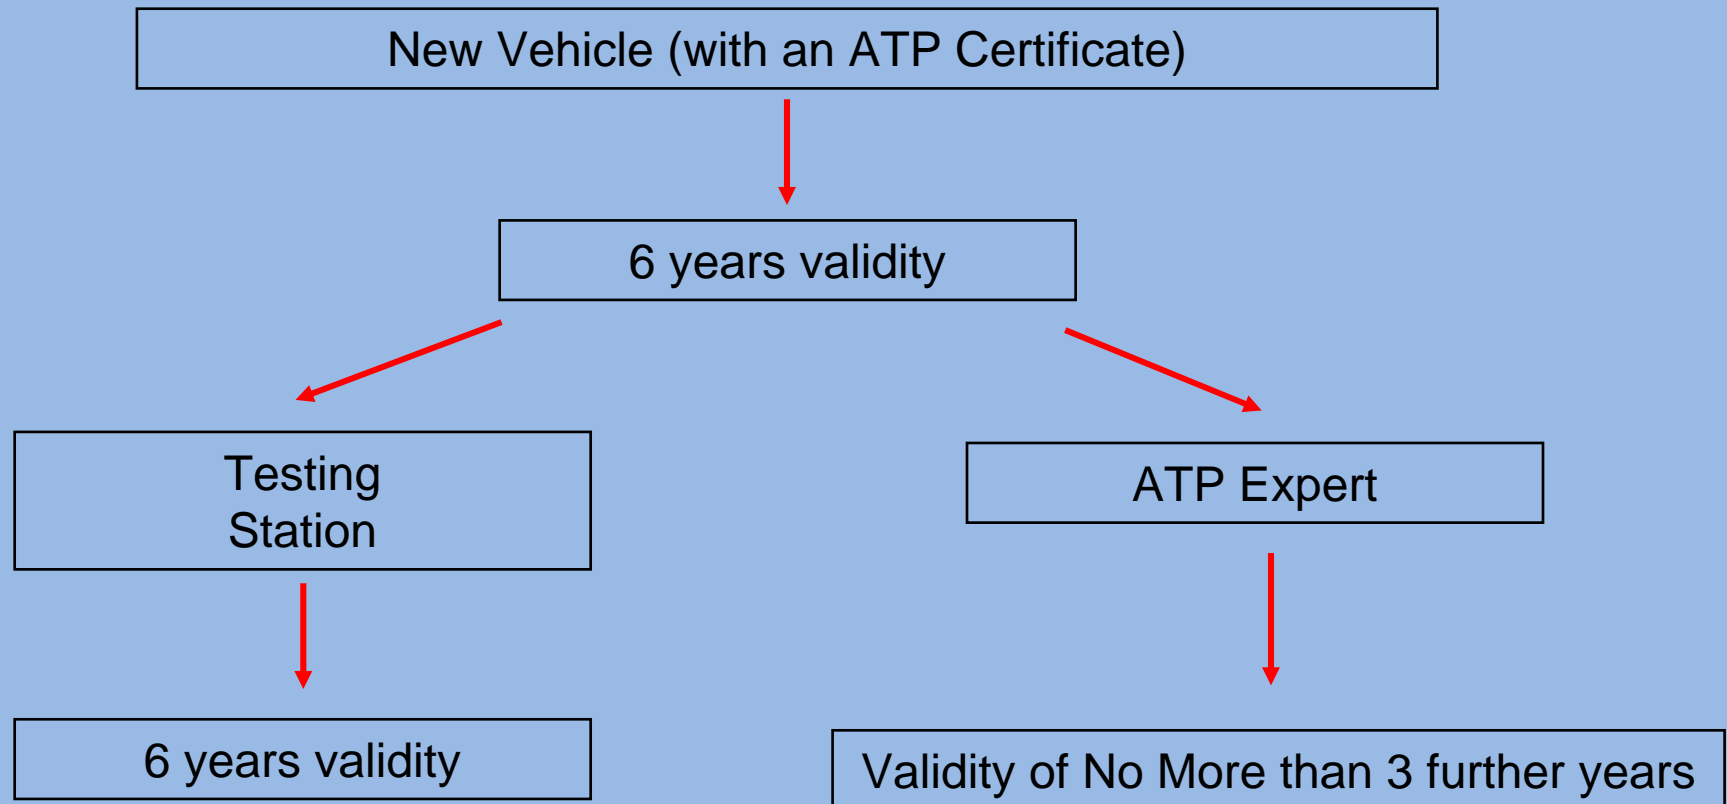 New Vehicle (with an ATP Certificate)
6 years validity
Testing
Station
ATP Expert
6 years validity
Validity of No More than 3 further years